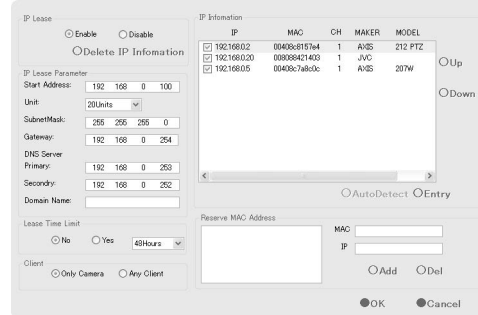 IP Lease
Enable Disable
Delete IP Infomation
IP Lease Parameter
Start Address: 192 168 0 100
Unit: 20Units
SubnetMask: 255 255 255 0
Gateway: 192 168 0 254
DNS Server
Primary: 192 168 0 253
Secondry: 192 168 0 252
Domain Name:
Lease Time Limit
No Yes 48Hours
Client
Only Camera Any Client
IP Infomation
IP MAC CH MAKER MODEL
192.168.0.2 00408c8157e4 1 AXIS 212 PTZ
192.168.0.20 008088421403 1 JVC
192.168.0.5 00408c7a8c0c 1 AXIS 207W
Up
Down
AutoDetect Entry
Reserve MAC Address
MAC
IP
Add Del
OK Cancel